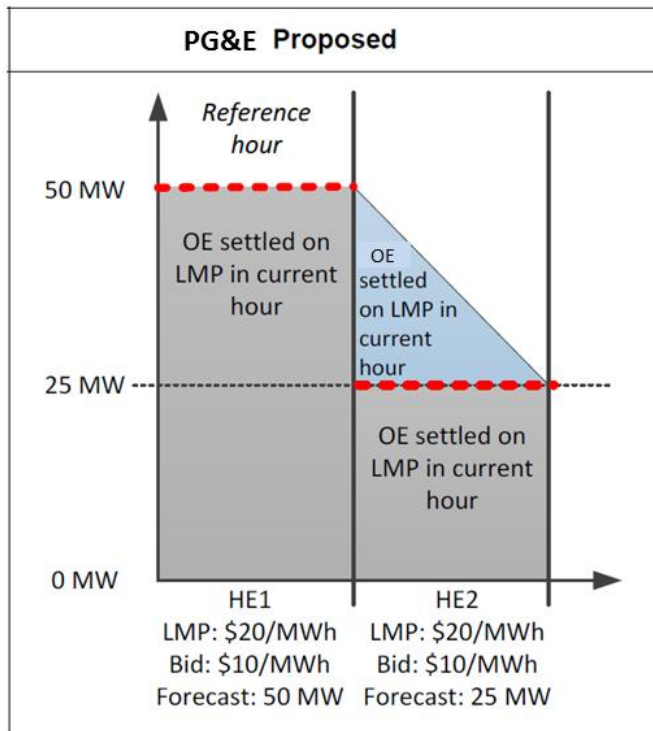 PG&E Proposed
Reference
hour
50 MW
OE settled on
LMP in current
hour
OE
settled
on LMP in
current
hour
25 MW
OE settled on
LMP in current
hour
0 MW
HE1
LMP: $20/MWh
Bid: $10/MWh
Forecast: 50 MW
HE2
LMP: $20/MWh
Bid: $10/MWh
Forecast: 25 MW